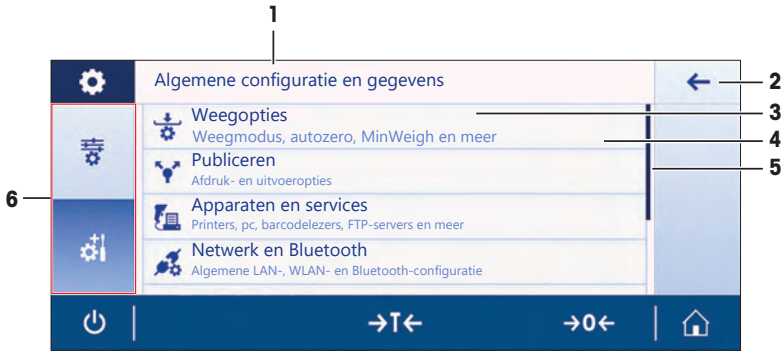 1
Algemene configuratie en gegevens
2
Weegopties
3
Weegmodus, autozero, MinWeigh en meer
4
Publiceren
5
Afdruk- en uitvoeropties
6
Apparaten en services
Printers, pc, barcodelezers, FTP-servers en meer
Netwerk en Bluetooth
Algemene LAN-, WLAN- en Bluetooth-configuratie
→T←
→0←